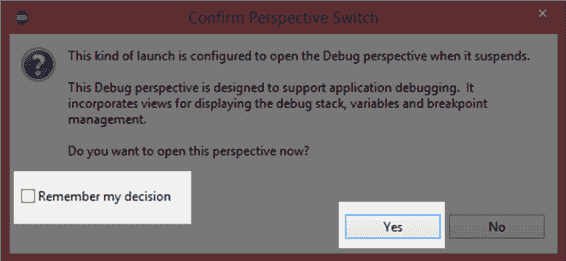 Confirm Perspective Switch
This kind of launch is configured to open the Debug perspective when it suspends.
This Debug perspective is designed to support application debugging. It
incorporates views for displaying the debug stack, variables and breakpoint
management.
Do you want to open this perspective now?
Remember my decision
Yes No